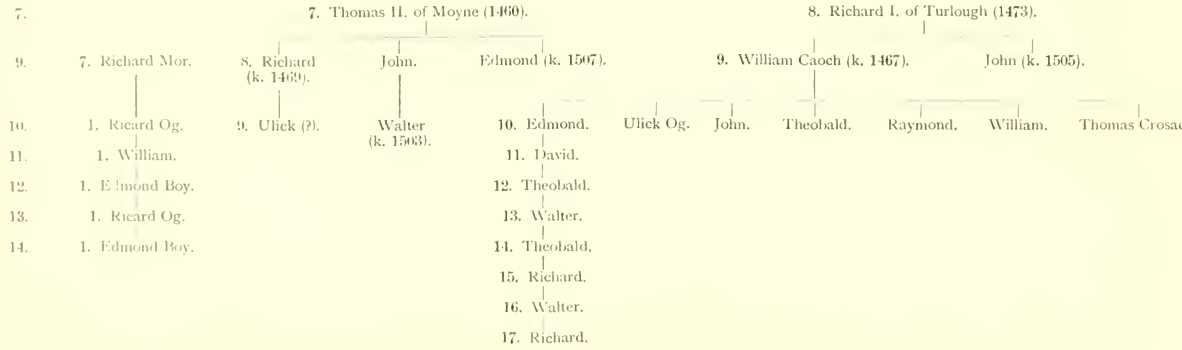 7. 7. Thomas II. of Moyne (1460). 8. Richard I. of Turlough (1473).
9. 7. Richard Mor. 8. Richard John. Edmond (k. 1507). 9. William Caoch (k. 1467). John (k. 1505).
(k. 1469).
10. 1. Ricard Og. 9. Ulick (?). Walter 10. Edmond. Ulick Og. John. Theobald. Raymond. William. Thomas Crosac
(k. 1503).
11. 1. William. 11. David.
12. 1. Edmond Boy. 12. Theobald.
13. 1. Ricard Og. 13. Walter.
14. 1. Edmond Boy. 14. Theobald.
15. Richard.
16. Walter.
17. Richard.